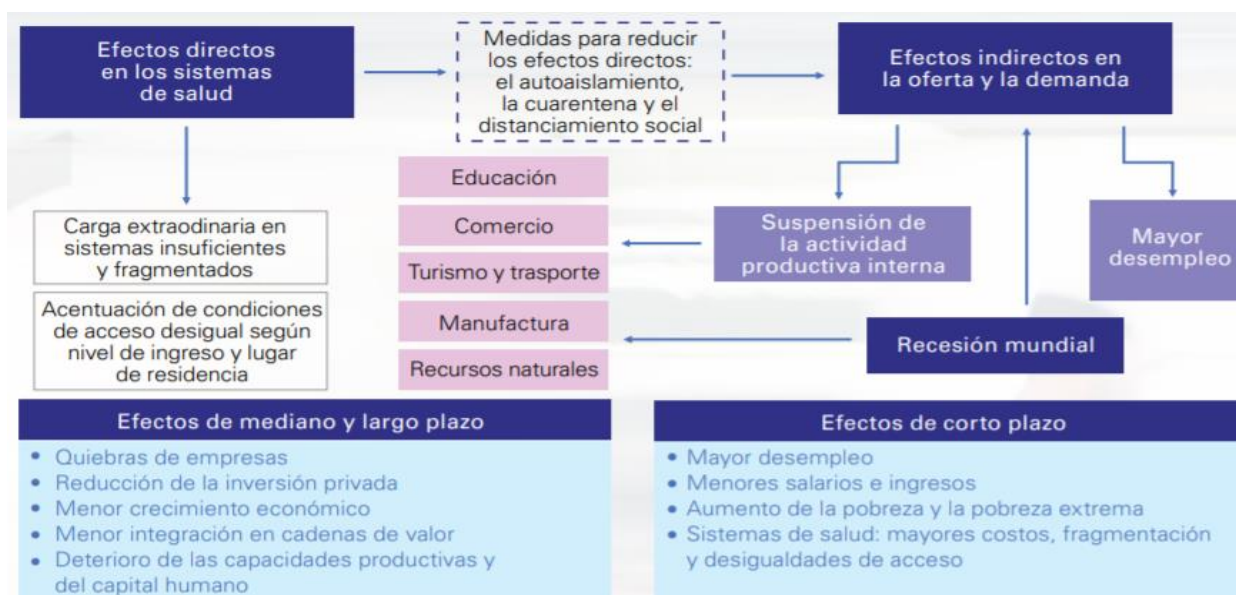 Efectos directos
en los sistemas
de salud
Medidas para reducir
los efectos directos:
el autoaislamiento,
la cuarentena y el
distanciamiento social
Efectos indirectos en
la oferta y la demanda
Carga extraodinaria en
sistemas insuficientes
y fragmentados
Acentuación de condiciones
de acceso desigual según
nivel de ingreso y lugar
de residencia
Educación
Comercio
Turismo y trasporte
Manufactura
Recursos naturales
Suspensión de
la actividad
productiva interna
Mayor
desempleo
Recesión mundial
Efectos de mediano y largo plazo
• Quiebras de empresas
• Reducción de la inversión privada
• Menor crecimiento económico
• Menor integración en cadenas de valor
• Deterioro de las capacidades productivas y
del capital humano
Efectos de corto plazo
• Mayor desempleo
• Menores salarios e ingresos
• Aumento de la pobreza y la pobreza extrema
• Sistemas de salud: mayores costos, fragmentación
y desigualdades de acceso